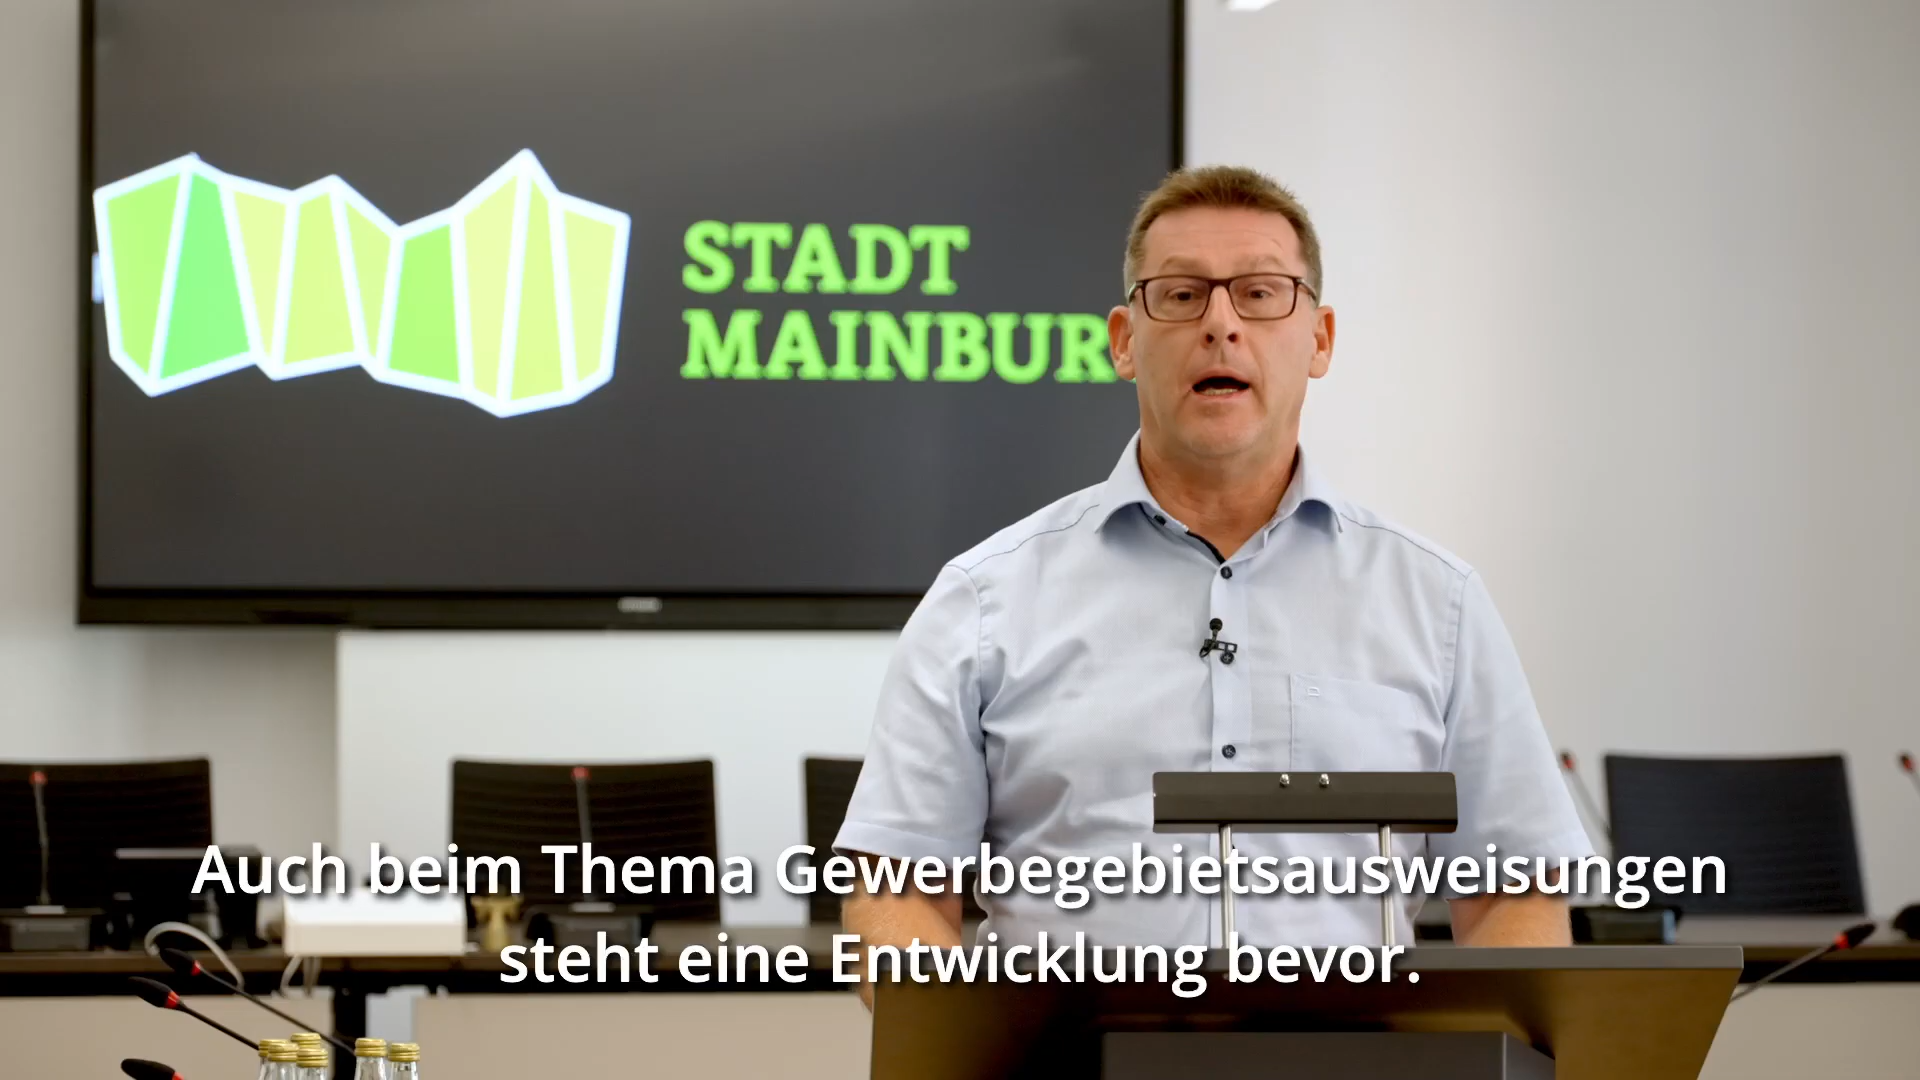 STADT
MAINBUR
Auch beim Thema Gewerbegebietsausweisungen
steht eine Entwicklung bevor.